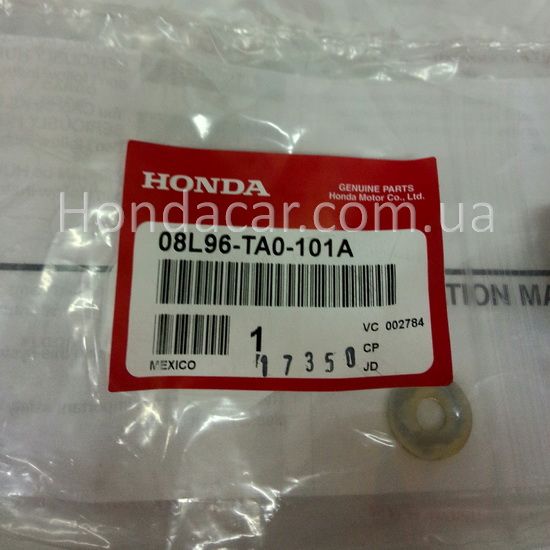 HONDA
GENUINE PARTS
Honda Motor Co., Ltd.
Hondacar.com.ua
08L96-TA0-101A
1
VC 002784
17350
CP
MEXICO
JD
TION MA